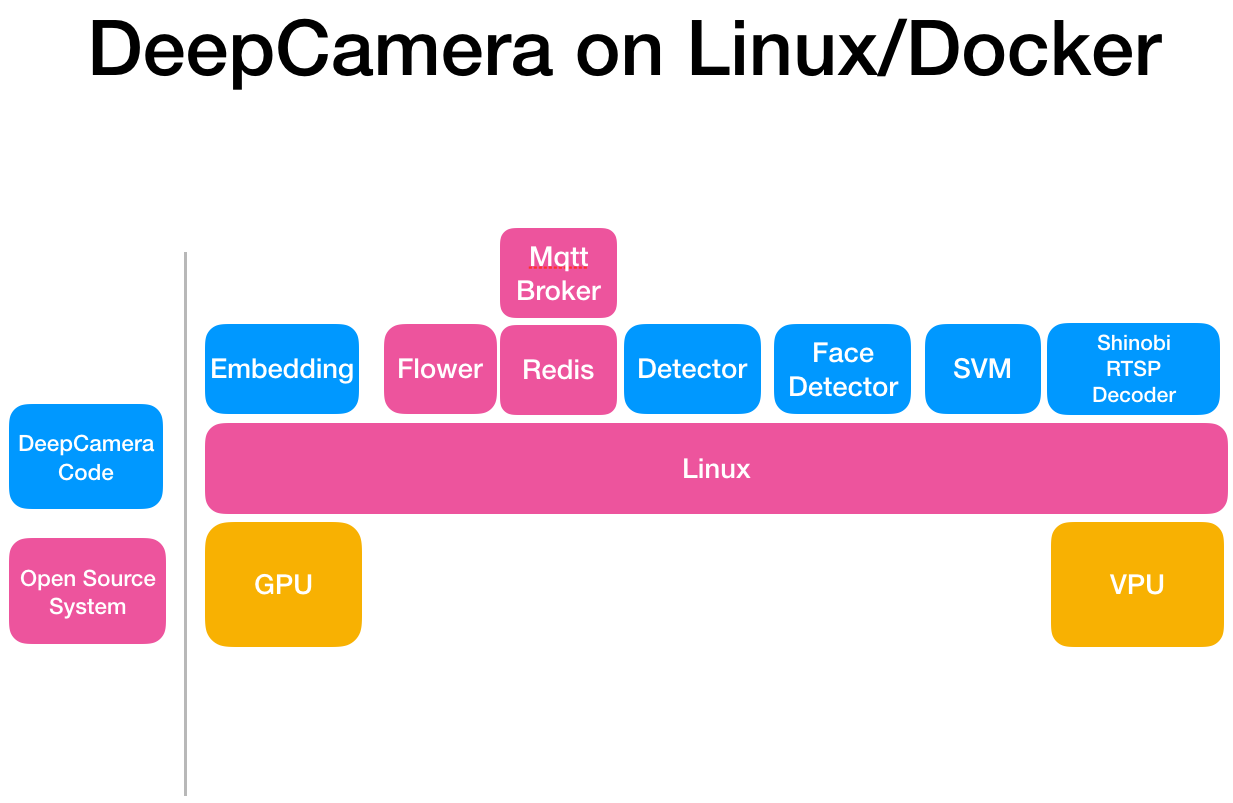 DeepCamera on Linux/Docker
Mqtt
Broker
Embedding
Flower
Redis
Detector
Face
Detector
SVM
Shinobi
RTSP
Decoder
DeepCamera
Code
Linux
Open Source
System
GPU
VPU